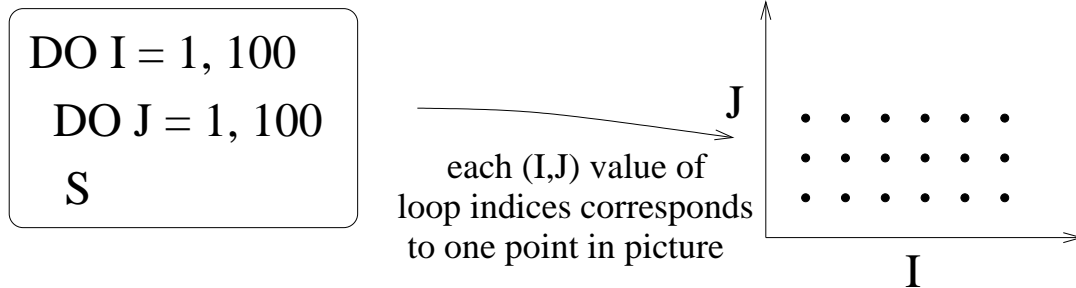 DO I = 1, 100
DO J = 1, 100
S
each (I,J) value of
loop indices corresponds
to one point in picture
J
I